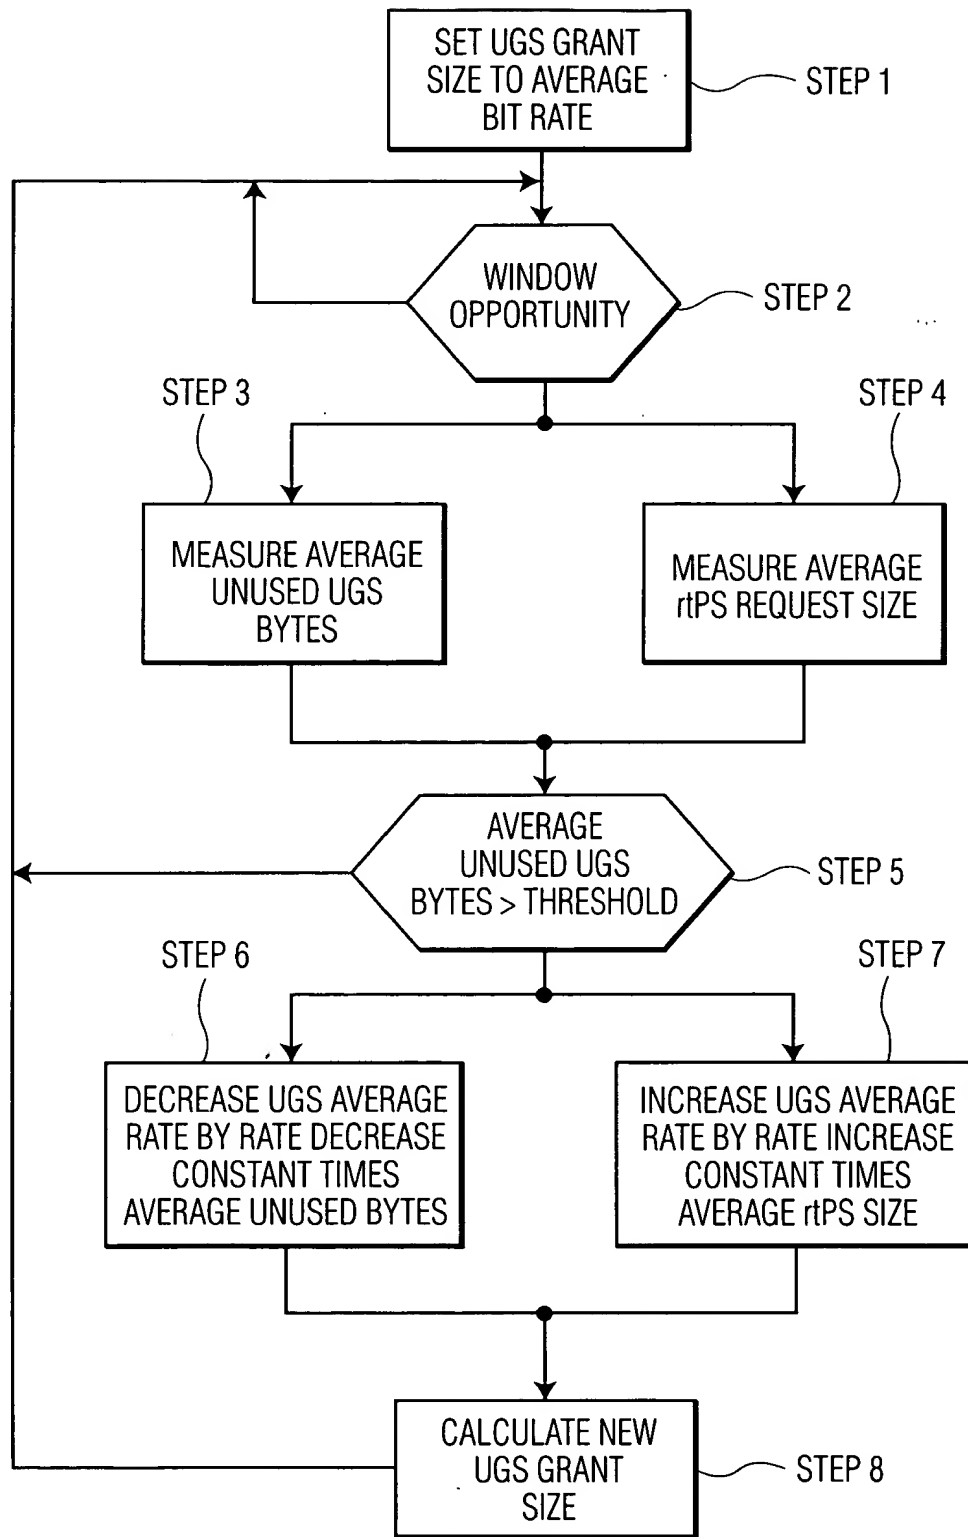 SET UGS GRANT
SIZE TO AVERAGE
BIT RATE
STEP 1
WINDOW
OPPORTUNITY
STEP 2
STEP 3
STEP 4
MEASURE AVERAGE
UNUSED UGS
BYTES
MEASURE AVERAGE
rtPS REQUEST SIZE
AVERAGE
UNUSED UGS
BYTES > THRESHOLD
STEP 5
STEP 6
STEP 7
DECREASE UGS AVERAGE
RATE BY RATE DECREASE
CONSTANT TIMES
AVERAGE UNUSED BYTES
INCREASE UGS AVERAGE
RATE BY RATE INCREASE
CONSTANT TIMES
AVERAGE rtPS SIZE
CALCULATE NEW
UGS GRANT
SIZE
STEP 8